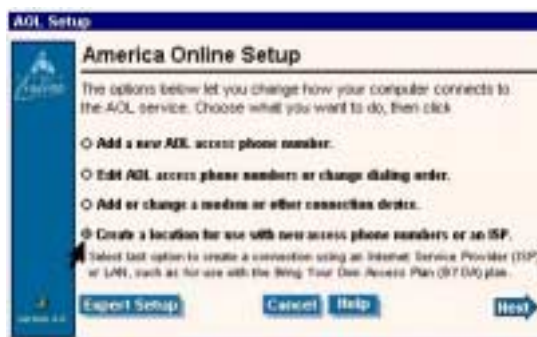 AOL Setup
America Online Setup
The options below let you change how your computer connects to
the AOL service. Choose what you want to do, then click
Add a new AOL access phone number.
Edit AOL access phone numbers or change dialing order.
Add or change a modem or other connection device.
Create a location for use with new access phone numbers or an ISP.
Select last option to create a connection using an Internet Service Provider (ISP)
or LAN, such as for use with the Bring Your Own Access Plan (BYOA) plan.
Expert Setup
Cancel
Help
Next